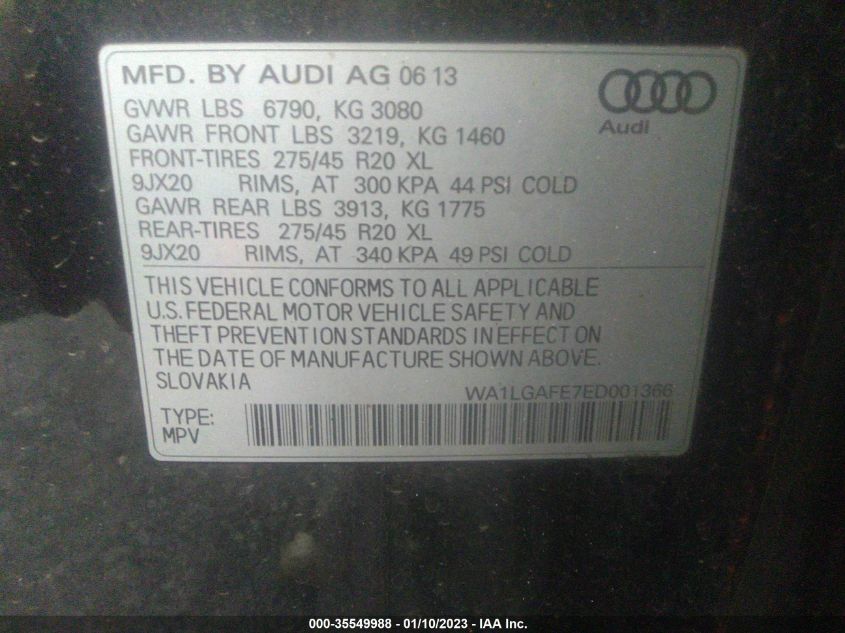 MFD. BY AUDI AG 06 13
Audi
GVWR LBS 6790, KG 3080
GAWR FRONT LBS 3219, KG 1460
FRONT-TIRES 275/45 R20 XL
9JX20 RIMS, AT 300 KPA 44 PSI COLD
GAWR REAR LBS 3913, KG 1775
REAR-TIRES 275/45 R20 XL
9JX20 RIMS, AT 340 KPA 49 PSI COLD
THIS VEHICLE CONFORMS TO ALL APPLICABLE
U.S. FEDERAL MOTOR VEHICLE SAFETY AND
THEFT PREVENTION STANDARDS IN EFFECT ON
THE DATE OF MANUFACTURE SHOWN ABOVE.
SLOVAKIA
WA1LGAFE7ED001366
TYPE:
MPV
000-35549988 - 01/10/2023 - IAA Inc.